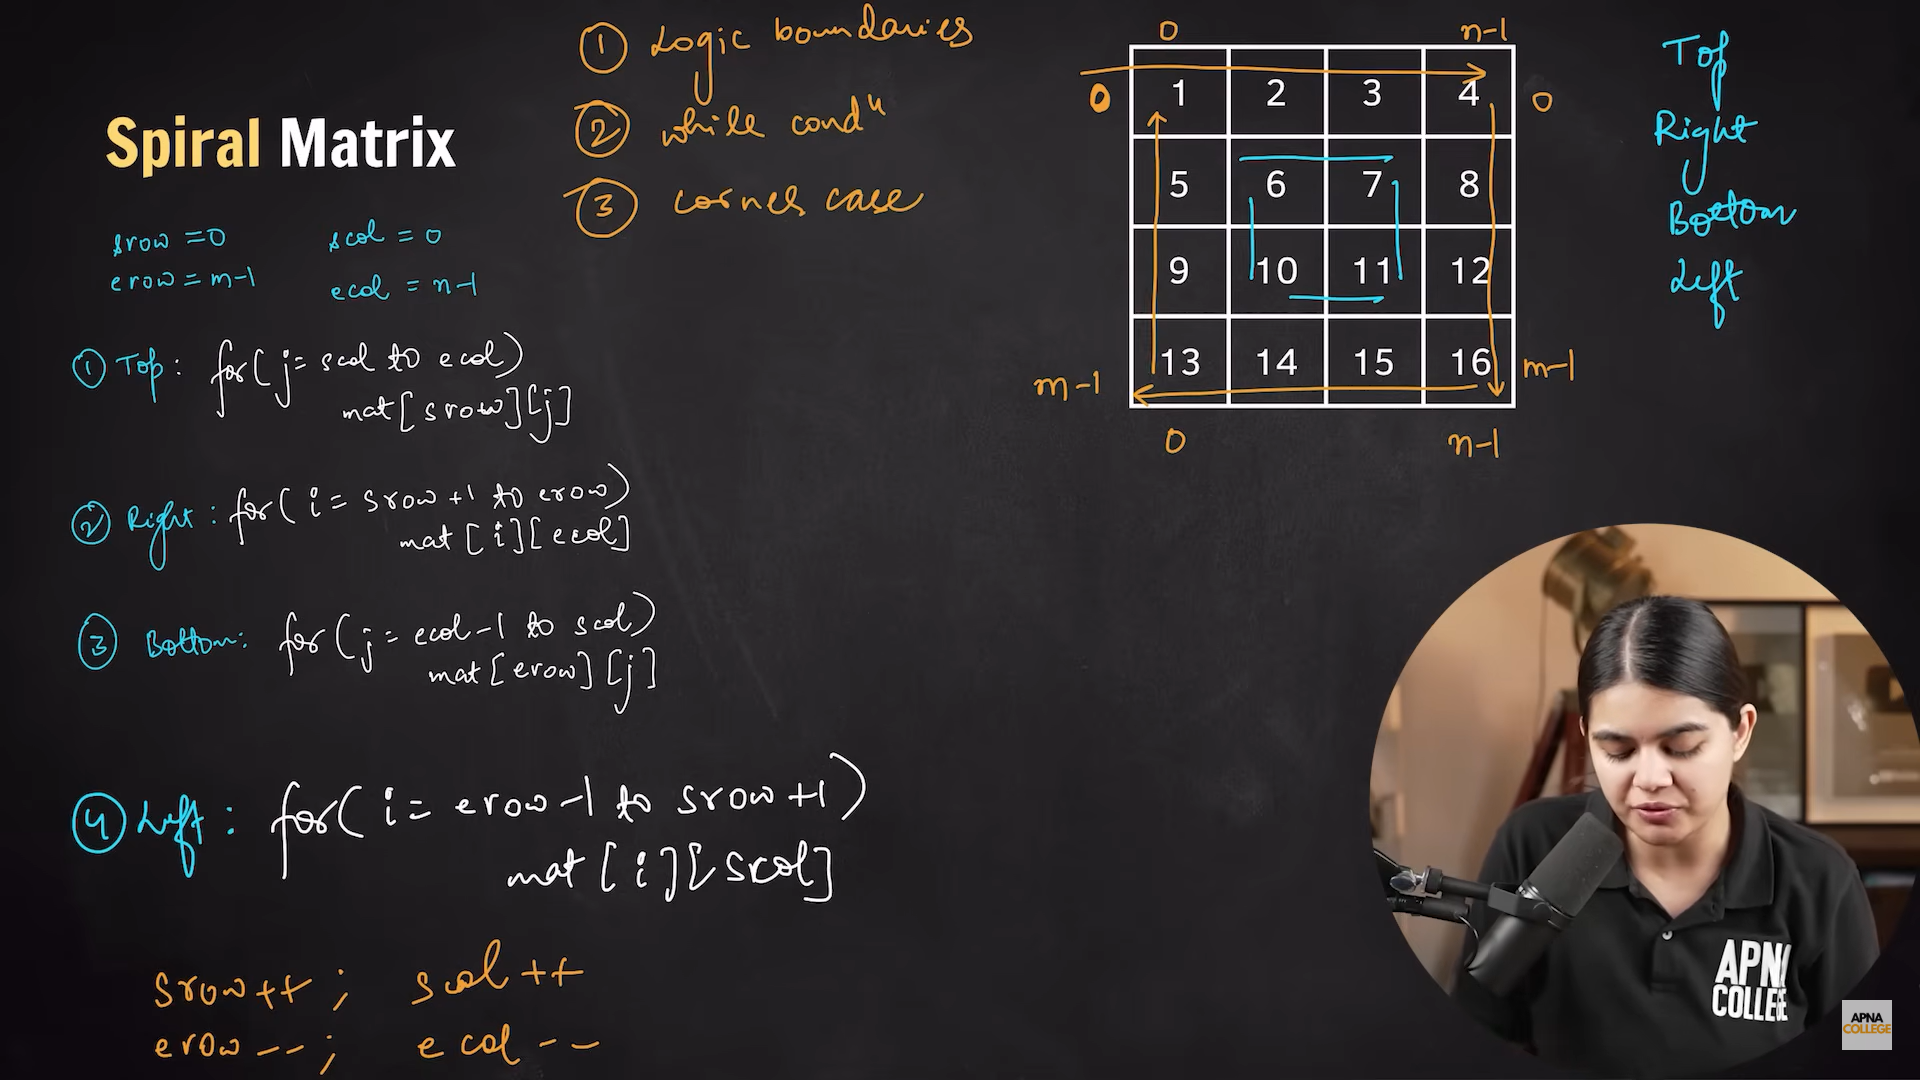 Spiral Matrix
srow = 0    scol = 0
erow = m-1    ecol = n-1
① Top: for( j = scol to ecol)
mat[srow][j]
② Right: for( i = srow +1 to erow)
mat[i][ecol]
③ Bottom: for( j = ecol-1 to scol)
mat[erow][j]
④ Left: for( i = erow-1 to srow+1)
mat[i][scol]
srow++; scol++
erow--; ecol--
① Logic boundaries
② while condⁿ
③ corner case
0 n-1
0 1 2 3 4 0
5 6 7 8
9 10 11 12
m-1 13 14 15 16 m-1
0 n-1
Top
Right
Bottom
Left
APNA
COLLEGE
APNA
COLLEGE